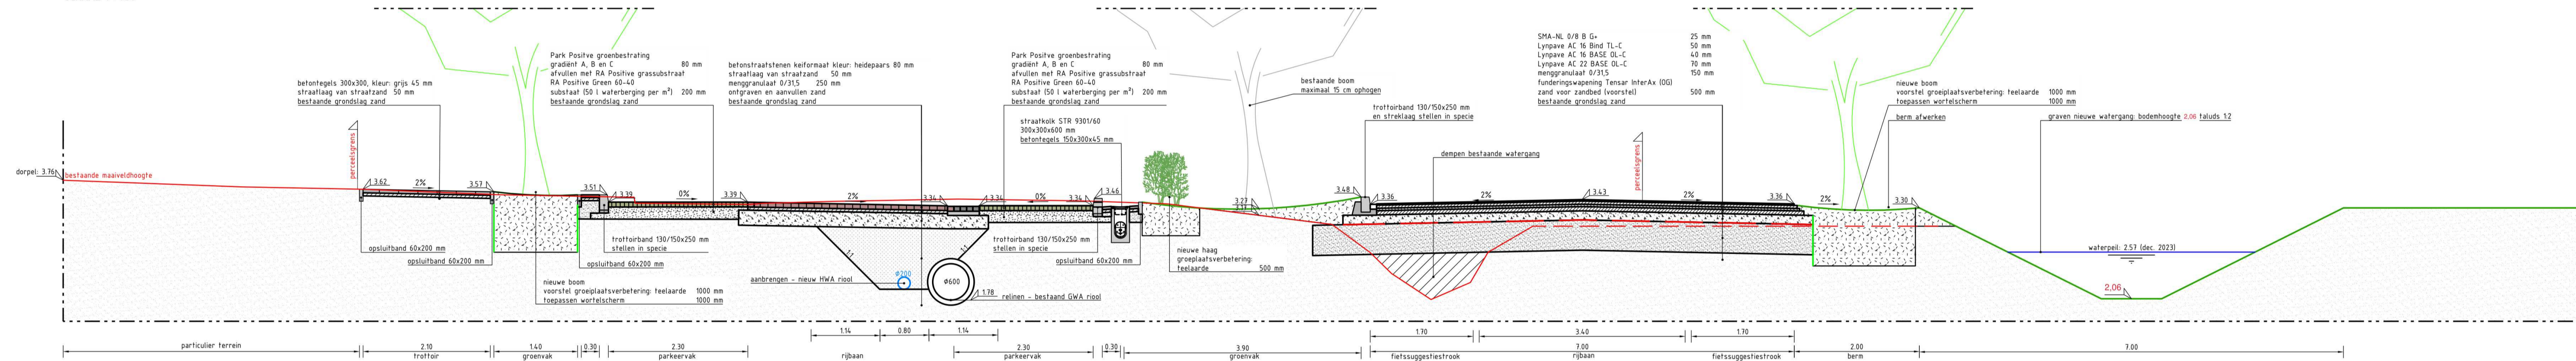 betontegels 300x300, kleur: grijs 45 mm
straatlaag van straatzand 50 mm
bestaande grondslag zand
Park Positve groenbestrating
gradiënt A, B en C 80 mm
afvullen met RA Positive grassubstraat
RA Positive Green 60-40
substaat (50 l waterberging per m²) 200 mm
bestaande grondslag zand
betonstraatstenen keiformaat kleur: heidepaars 80 mm
straatlaag van straatzand 50 mm
menggranulaat 0/31,5 250 mm
ontgraven en aanvullen zand
bestaande grondslag zand
Park Positve groenbestrating
gradiënt A, B en C 80 mm
afvullen met RA Positive grassubstraat
RA Positive Green 60-40
substaat (50 l waterberging per m²) 200 mm
bestaande grondslag zand
straatkolk STR 9301/60
300x300x600 mm
betontegels 150x300x45 mm
bestaande boom
maximaal 15 cm ophogen
trottoirband 130/150x250 mm
en streklaag stellen in specie
dempen bestaande watergang
SMA-NL 0/8 B G+ 25 mm
Lynpave AC 16 Bind TL-C 50 mm
Lynpave AC 16 BASE OL-C 40 mm
Lynpave AC 22 BASE OL-C 70 mm
menggranulaat 0/31,5 150 mm
funderingswapening Tensar InterAx (OG)
zand voor zandbed (voorstel) 500 mm
bestaande grondslag zand
nieuwe boom
voorstel groeiplaatsverbetering: teelaarde 1000 mm
toepassen wortelscherm 1000 mm
berm afwerken
graven nieuwe watergang: bodemhoogte 2,06 taluds 1:2
dorpel: 3.76
bestaande maaiveldhoogte
perceelsgrens
3.62
2%
3.57
3.51
3.39
0%
3.39
2%
3.34
3.34
0%
3.34
3.46
3.23
3.48
3.36
2%
3.43
perceelsgrens
2%
3.36
2%
3.30
opsluitband 60x200 mm
opsluitband 60x200 mm
trottoirband 130/150x250 mm
stellen in specie
opsluitband 60x200 mm
nieuwe boom
voorstel groeiplaatsverbetering: teelaarde 1000 mm
toepassen wortelscherm 1000 mm
1:1
1:1
Ø200
Ø600
aanbrengen - nieuw HWA riool
1.78
relinen - bestaand GWA riool
trottoirband 130/150x250 mm
stellen in specie
opsluitband 60x200 mm
nieuwe haag
groeplaatsverbetering:
teelaarde 500 mm
waterpeil: 2.57 (dec. 2023)
2,06
1.14
0.80
1.14
1.70
3.40
1.70
particulier terrein
2.10
trottoir
1.40
groenvak
0.30
2.30
parkeervak
rijbaan
2.30
parkeervak
0.30
3.90
groenvak
fietssuggestiestrook
7.00
rijbaan
fietssuggestiestrook
2.00
berm
7.00